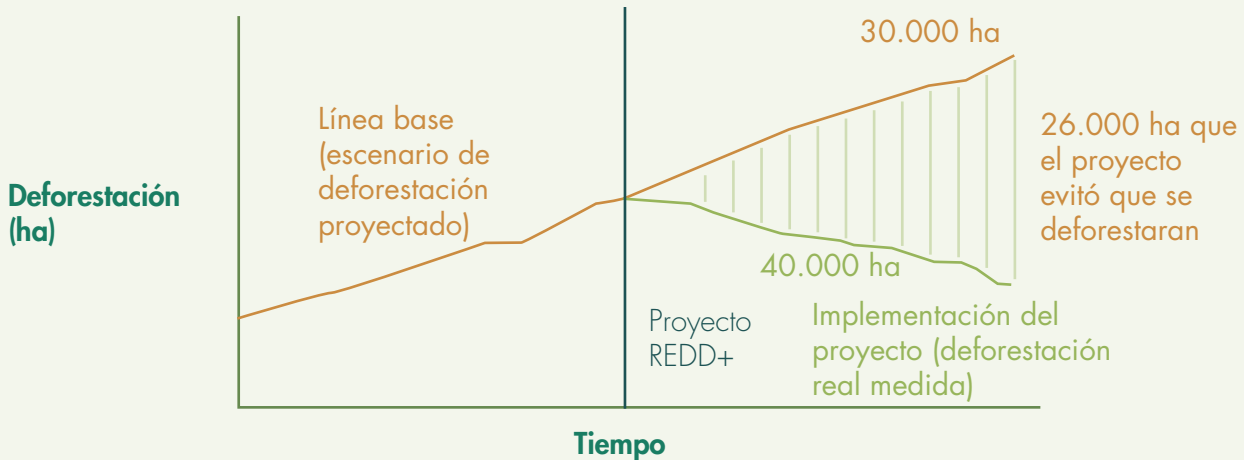 30.000 ha
Línea base
(escenario de
deforestación
proyectado)
26.000 ha que
el proyecto
evitó que se
deforestaran
Deforestación
(ha)
40.000 ha
Proyecto
REDD+
Implementación del
proyecto (deforestación
real medida)
Tiempo